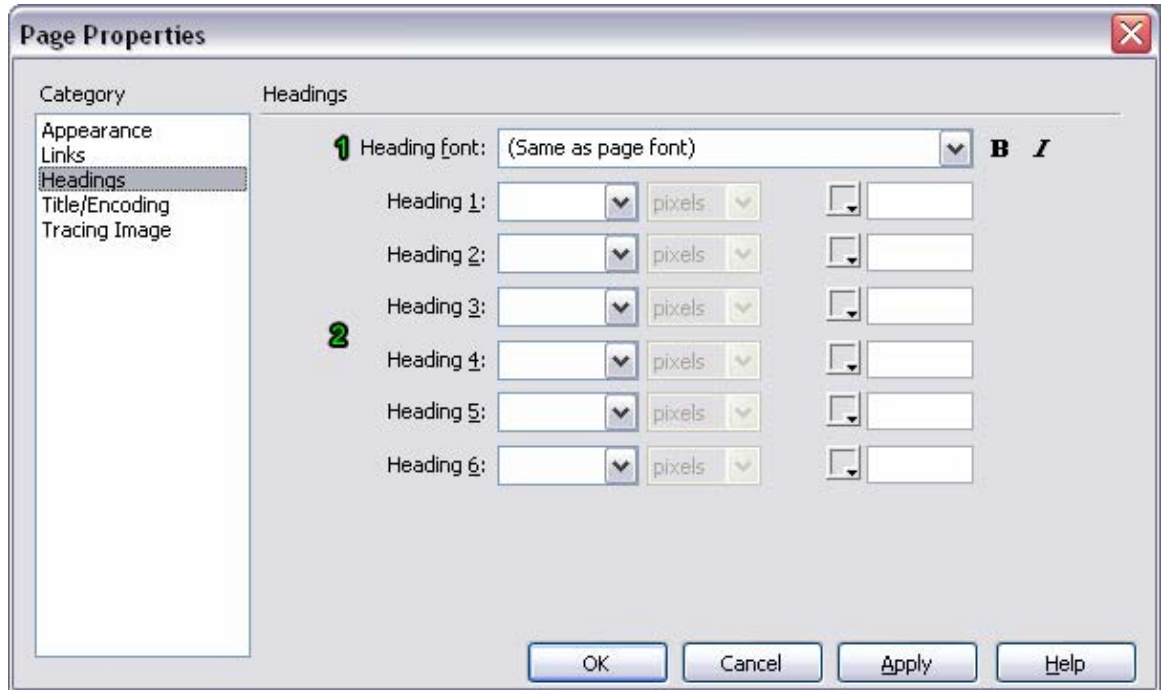 Page Properties
Category
Appearance
Links
Headings
Title/Encoding
Tracing Image
Headings
1 Heading font: (Same as page font) B I
Heading 1: pixels
Heading 2: pixels
Heading 3: pixels
2
Heading 4: pixels
Heading 5: pixels
Heading 6: pixels
OK Cancel Apply Help